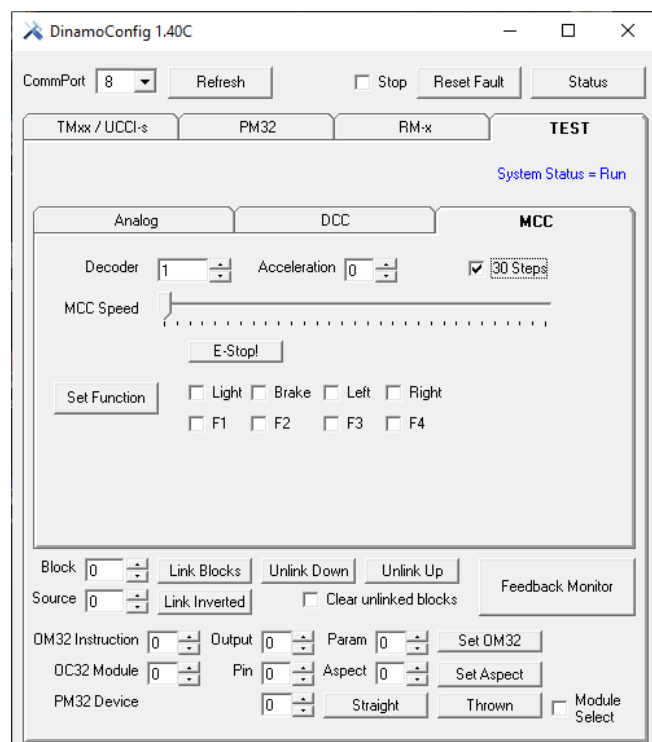 DinamoConfig 1.40C
CommPort 8 Refresh Stop Reset Fault Status
TMxx / UCCI-s PM32 RM-x TEST
System Status = Run
Analog DCC MCC
Decoder 1 Acceleration 0 30 Steps
MCC Speed
E-Stop!
Set Function Light Brake Left Right
F1 F2 F3 F4
Block 0 Link Blocks Unlink Down Unlink Up Feedback Monitor
Source 0 Link Inverted Clear unlinked blocks
OM32 Instruction 0 Output 0 Param 0 Set OM32
OC32 Module 0 Pin 0 Aspect 0 Set Aspect
PM32 Device 0 Straight Thrown Module
Select